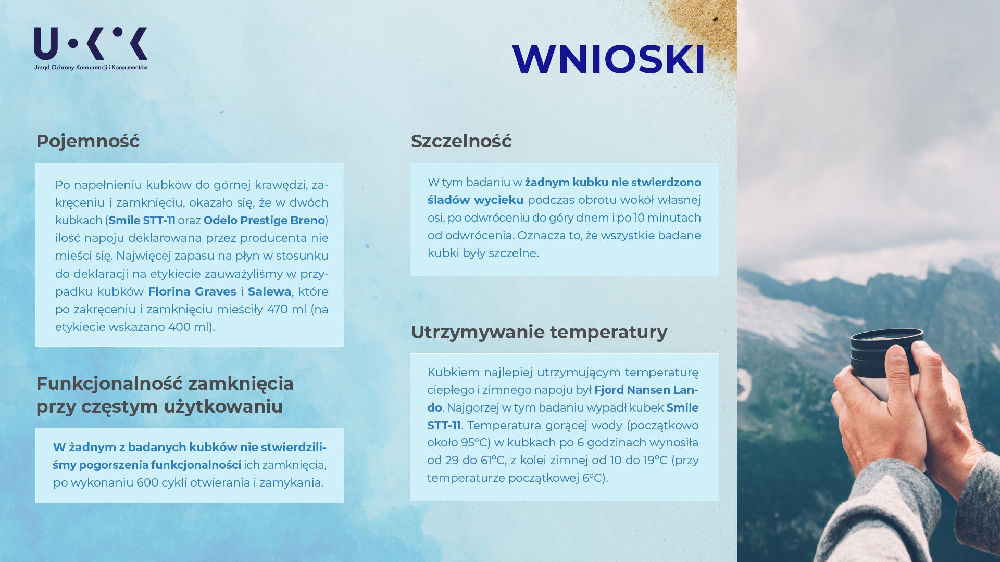 U·K·K
Urząd Ochrony Konkurencji i Konsumentów
WNIOSKI
Pojemność
Po napełnieniu kubków do górnej krawędzi, za-
kręceniu i zamknięciu, okazało się, że w dwóch
kubkach (Smile STT-11 oraz Odelo Prestige Breno)
ilość napoju deklarowana przez producenta nie
mieści się. Najwięcej zapasu na płyn w stosunku
do deklaracji na etykiecie zauważyliśmy w przy-
padku kubków Florina Graves i Salewa, które
po zakręceniu i zamknięciu mieściły 470 ml (na
etykiecie wskazano 400 ml).
Funkcjonalność zamknięcia
przy częstym użytkowaniu
W żadnym z badanych kubków nie stwierdzili-
śmy pogorszenia funkcjonalności ich zamknięcia,
po wykonaniu 600 cykli otwierania i zamykania.
Szczelność
W tym badaniu w żadnym kubku nie stwierdzono
śladów wycieku podczas obrotu wokół własnej
osi, po odwróceniu do góry dnem i po 10 minutach
od odwrócenia. Oznacza to, że wszystkie badane
kubki były szczelne.
Utrzymywanie temperatury
Kubkiem najlepiej utrzymującym temperaturę
ciepłego i zimnego napoju był Fjord Nansen Lan-
do. Najgorzej w tym badaniu wypadł kubek Smile
STT-11. Temperatura gorącej wody (początkowo
około 95°C) w kubkach po 6 godzinach wynosiła
od 29 do 61°C, z kolei zimnej od 10 do 19°C (przy
temperaturze początkowej 6°C).